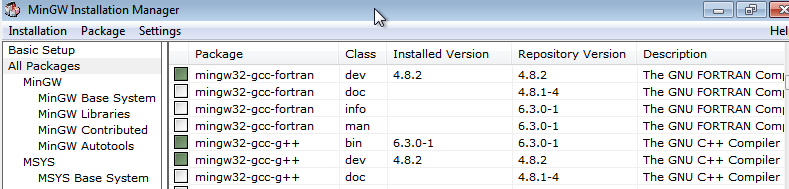 MinGW Installation Manager
Installation Package Settings Hel
Basic Setup
All Packages
MinGW
MinGW Base System
MinGW Libraries
MinGW Contributed
MinGW Autotools
MSYS
MSYS Base System
Package Class Installed Version Repository Version Description
mingw32-gcc-fortran dev 4.8.2 4.8.2 The GNU FORTRAN Comp
mingw32-gcc-fortran doc 4.8.1-4 The GNU FORTRAN Comp
mingw32-gcc-fortran info 6.3.0-1 The GNU FORTRAN Comp
mingw32-gcc-fortran man 6.3.0-1 The GNU FORTRAN Comp
mingw32-gcc-g++ bin 6.3.0-1 6.3.0-1 The GNU C++ Compiler
mingw32-gcc-g++ dev 4.8.2 4.8.2 The GNU C++ Compiler
mingw32-gcc-g++ doc 4.8.1-4 The GNU C++ Compiler